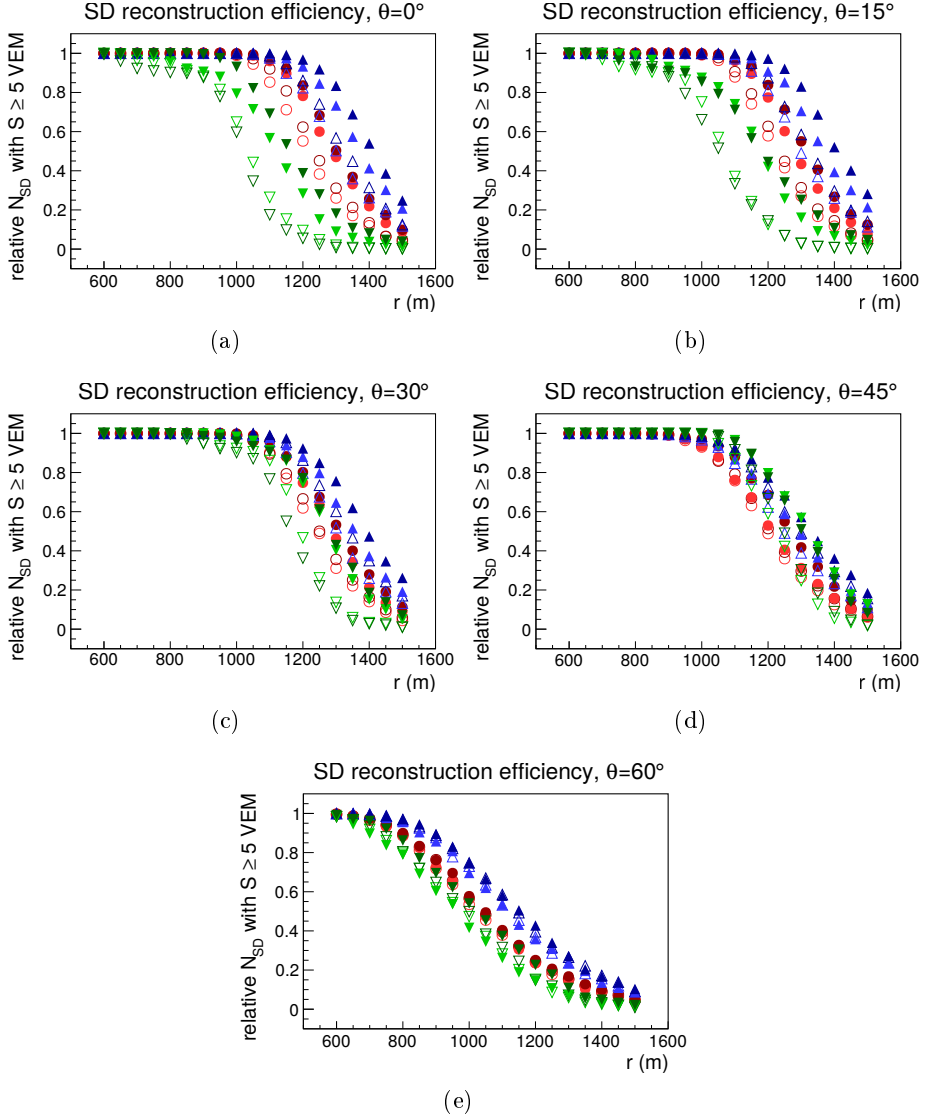 SD reconstruction efficiency, θ=0°
relative N_SD with S ≥ 5 VEM
1
0.8
0.6
0.4
0.2
0
600 800 1000 1200 1400 1600
r (m)
(a)
SD reconstruction efficiency, θ=15°
relative N_SD with S ≥ 5 VEM
1
0.8
0.6
0.4
0.2
0
600 800 1000 1200 1400 1600
r (m)
(b)
SD reconstruction efficiency, θ=30°
relative N_SD with S ≥ 5 VEM
1
0.8
0.6
0.4
0.2
0
600 800 1000 1200 1400 1600
r (m)
(c)
SD reconstruction efficiency, θ=45°
relative N_SD with S ≥ 5 VEM
1
0.8
0.6
0.4
0.2
0
600 800 1000 1200 1400 1600
r (m)
(d)
SD reconstruction efficiency, θ=60°
relative N_SD with S ≥ 5 VEM
1
0.8
0.6
0.4
0.2
0
600 800 1000 1200 1400 1600
r (m)
(e)